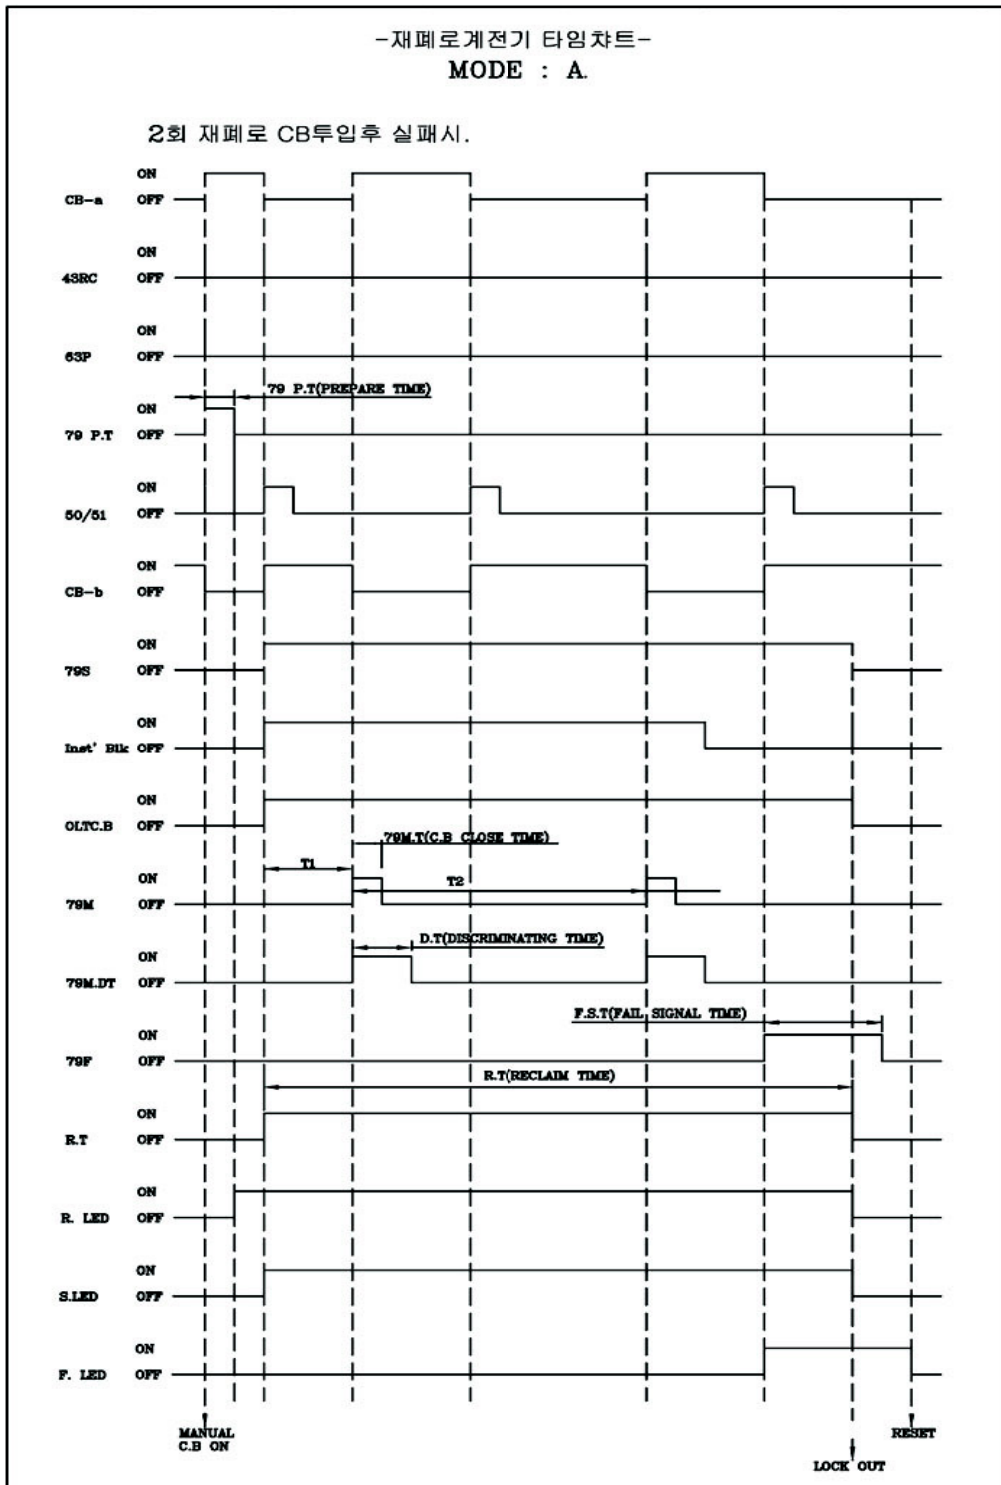 -재폐로계전기 타임챠트-
MODE : A.
2회 재폐로 CB투입후 실패시.
ON
CB-a OFF
ON
43RC OFF
ON
63P OFF
79 P.T(PREPARE TIME)
ON
79 P.T OFF
ON
50/51 OFF
ON
CB-b OFF
ON
79S OFF
ON
Inst' Blk OFF
ON
OLTC.B OFF
79M.T(C.B CLOSE TIME)
T1
ON
T2
79M OFF
D.T(DISCRIMINATING TIME)
ON
79M.DT OFF
F.S.T(FAIL SIGNAL TIME)
ON
79F OFF
R.T(RECLAIM TIME)
ON
R.T OFF
ON
R. LED OFF
ON
S.LED OFF
ON
F. LED OFF
MANUAL
C.B ON
RESET
LOCK OUT